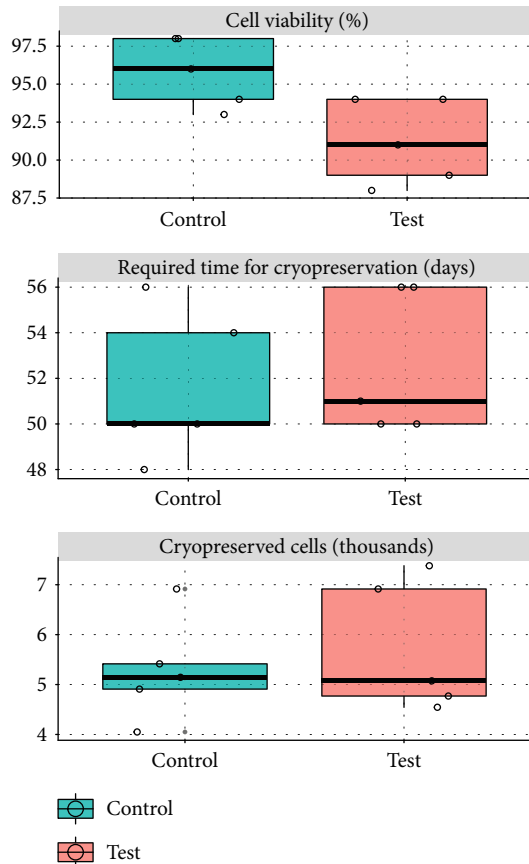 Cell viability (%)
97.5
95.0
92.5
90.0
87.5
Control Test
Required time for cryopreservation (days)
56
54
52
50
48
Control Test
Cryopreserved cells (thousands)
7
6
5
4
Control Test
Control
Test